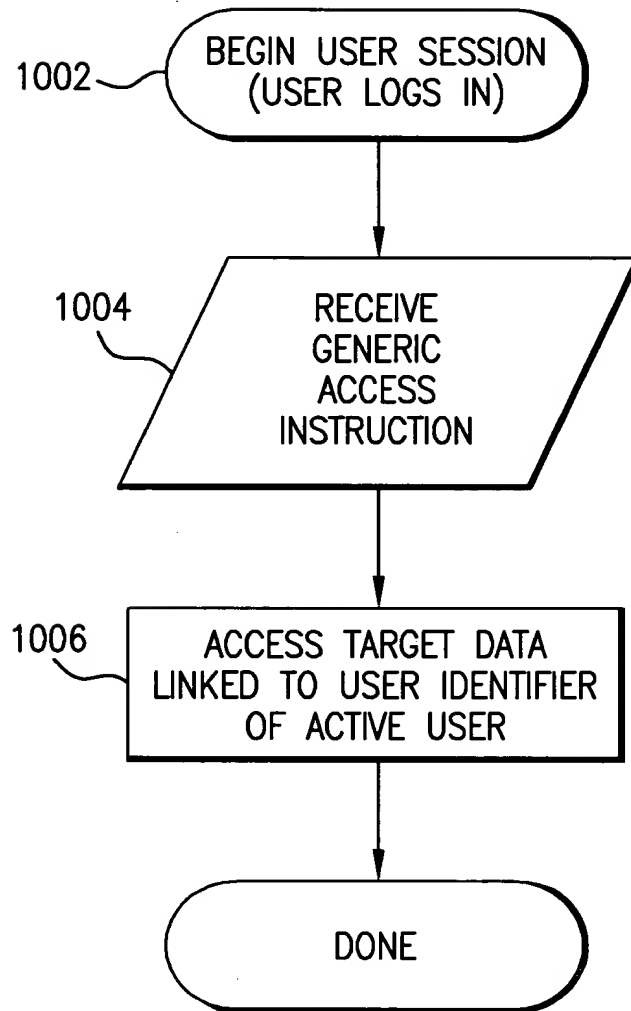 1002
BEGIN USER SESSION
(USER LOGS IN)
1004
RECEIVE
GENERIC
ACCESS
INSTRUCTION
1006
ACCESS TARGET DATA
LINKED TO USER IDENTIFIER
OF ACTIVE USER
DONE